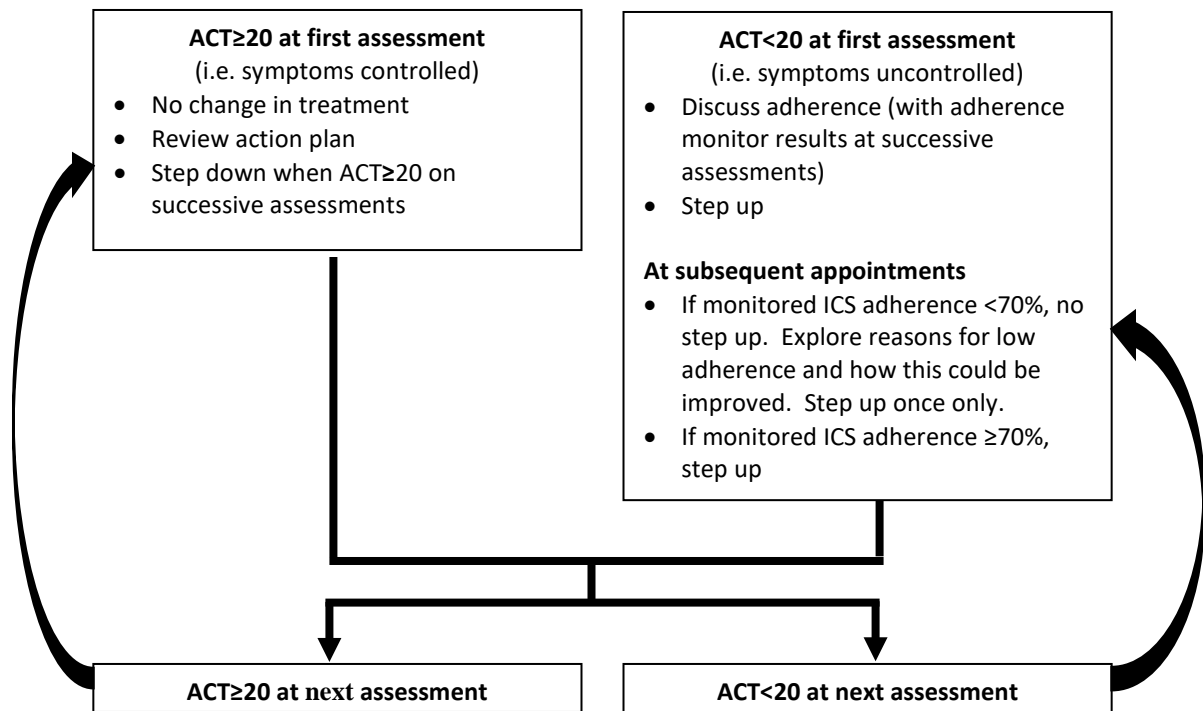 ACT≥20 at first assessment
(i.e. symptoms controlled)
• No change in treatment
• Review action plan
• Step down when ACT≥20 on
successive assessments
ACT<20 at first assessment
(i.e. symptoms uncontrolled)
• Discuss adherence (with adherence
monitor results at successive
assessments)
• Step up
At subsequent appointments
• If monitored ICS adherence <70%, no
step up.  Explore reasons for low
adherence and how this could be
improved.  Step up once only.
• If monitored ICS adherence ≥70%,
step up
ACT≥20 at next assessment
ACT<20 at next assessment